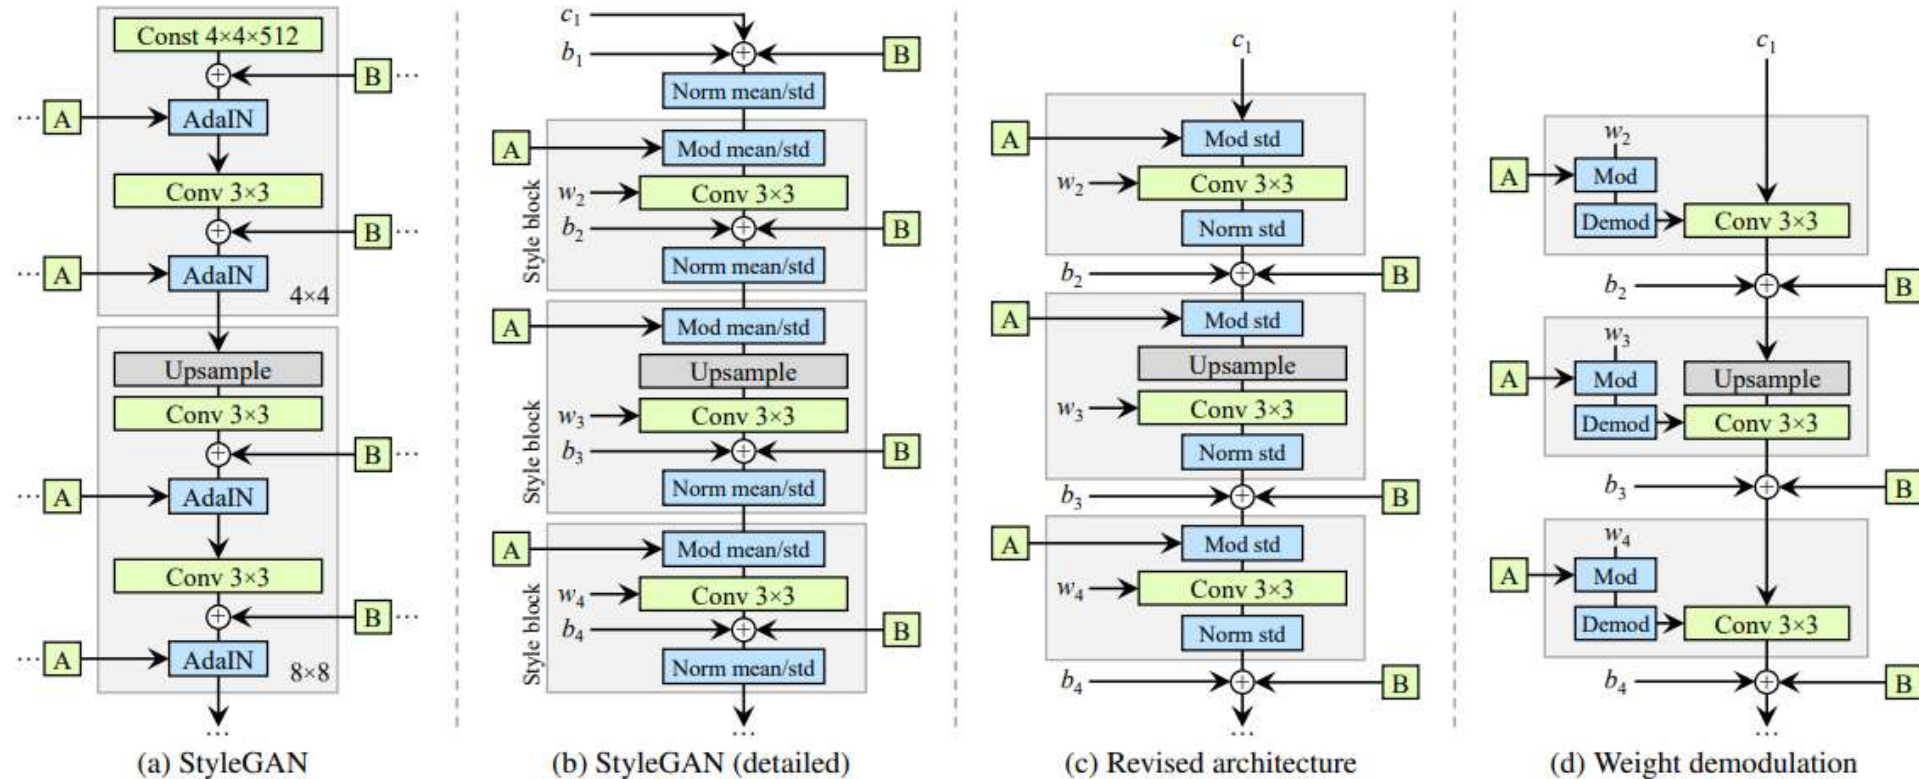 Const 4×4×512
B ...
... A
AdaIN
Conv 3×3
B ...
... A
AdaIN
4×4
Upsample
Conv 3×3
B ...
... A
AdaIN
Conv 3×3
B ...
... A
AdaIN
8×8
...
(a) StyleGAN
c1
b1
B
Norm mean/std
A
Mod mean/std
w2
Conv 3×3
b2
B
Norm mean/std
Style block
A
Mod mean/std
Upsample
w3
Conv 3×3
b3
B
Norm mean/std
Style block
A
Mod mean/std
w4
Conv 3×3
b4
B
Norm mean/std
Style block
...
(b) StyleGAN (detailed)
c1
A
Mod std
w2
Conv 3×3
Norm std
b2
B
A
Mod std
Upsample
w3
Conv 3×3
Norm std
b3
B
A
Mod std
w4
Conv 3×3
Norm std
b4
B
...
(c) Revised architecture
c1
w2
A
Mod
Demod
Conv 3×3
b2
B
w3
A
Mod
Upsample
Demod
Conv 3×3
b3
B
w4
A
Mod
Demod
Conv 3×3
b4
B
...
(d) Weight demodulation